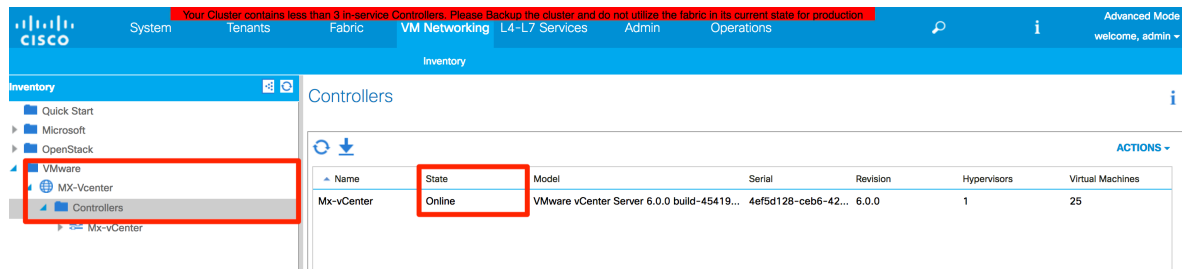 Your Cluster contains less than 3 in-service Controllers. Please Backup the cluster and do not utilize the fabric in its current state for production
CISCO
System Tenants Fabric VM Networking L4-L7 Services Admin Operations
Advanced Mode
welcome, admin
Inventory
Inventory
Quick Start
Microsoft
OpenStack
VMware
MX-Vcenter
Controllers
Mx-vCenter
Controllers
ACTIONS
Name State Model Serial Revision Hypervisors Virtual Machines
Mx-vCenter Online VMware vCenter Server 6.0.0 build-45419... 4ef5d128-ceb6-42... 6.0.0 1 25